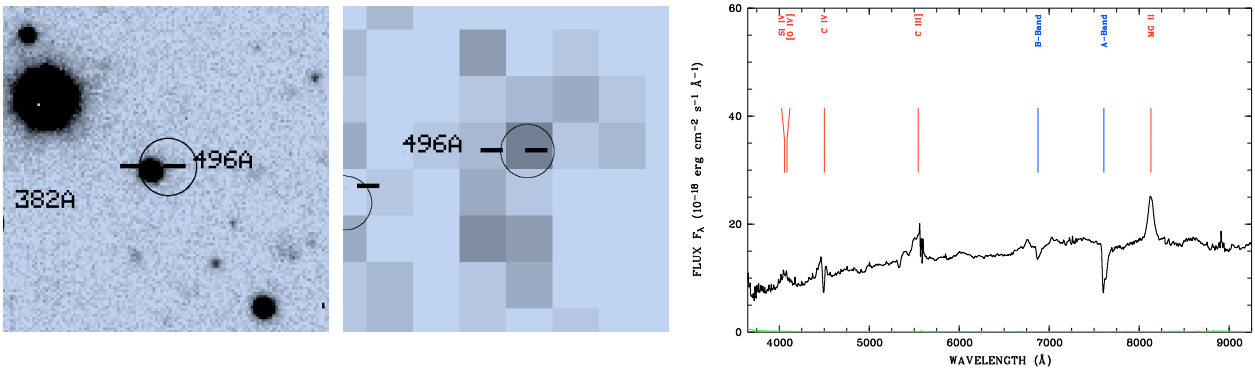 496A
382A
496A
SI IV
[O IV]
C IV
C III]
B-Band
A-Band
MG II
FLUX Fλ (10⁻¹⁸ erg cm⁻² s⁻¹ Å⁻¹)
60
40
20
0
4000 5000 6000 7000 8000 9000
WAVELENGTH (Å)